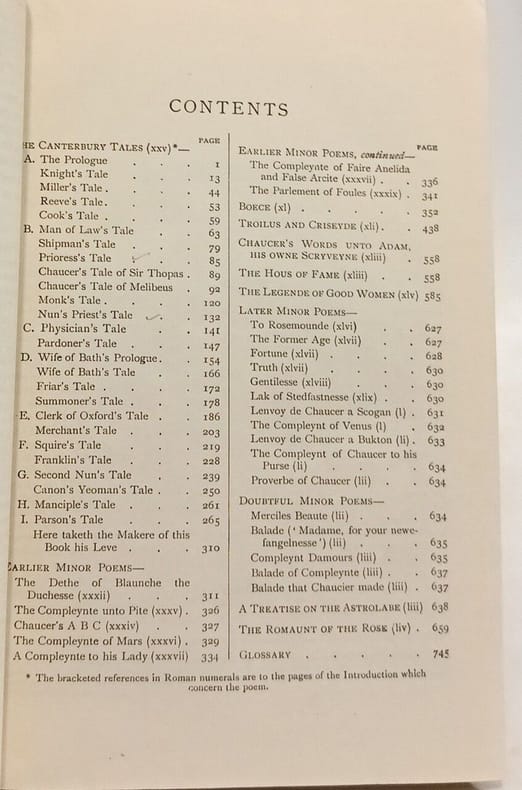 CONTENTS
PAGE
HE CANTERBURY TALES (xxv)*—
A. The Prologue . . . 1
Knight's Tale . . . 13
Miller's Tale . . . 44
Reeve's Tale . . . 53
Cook's Tale . . . 59
B. Man of Law's Tale . . 63
Shipman's Tale . . 79
Prioress's Tale . . 85
Chaucer's Tale of Sir Thopas . 89
Chaucer's Tale of Melibeus . 92
Monk's Tale . . . 120
Nun's Priest's Tale . . 132
C. Physician's Tale . . 141
Pardoner's Tale . . . 147
D. Wife of Bath's Prologue . . 154
Wife of Bath's Tale . . 166
Friar's Tale . . . 172
Summoner's Tale . . . 178
E. Clerk of Oxford's Tale . . 186
Merchant's Tale . . . 203
F. Squire's Tale . . . 219
Franklin's Tale . . . 228
G. Second Nun's Tale . . 239
Canon's Yeoman's Tale . . 250
H. Manciple's Tale . . 261
I. Parson's Tale . . 265
Here taketh the Makere of this
Book his Leve . . . 310
EARLIER MINOR POEMS—
The Dethe of Blaunche the
Duchesse (xxxii) . . . 311
The Compleynte unto Pite (xxxv) . 326
Chaucer's A B C (xxxiv) . . 327
The Compleynte of Mars (xxxvi) . 329
A Compleynte to his Lady (xxxvii) 334
PAGE
EARLIER MINOR POEMS, continued—
The Compleynte of Faire Anelida
and False Arcite (xxxvii) . . 336
The Parlement of Foules (xxxix) . 341
BOECE (xl) . . . . . 352
TROILUS AND CRISEYDE (xli) . . 438
CHAUCER'S WORDS UNTO ADAM,
HIS OWNE SCRYVEYNE (xliii) . 558
THE HOUS OF FAME (xliii) . . 558
THE LEGENDE OF GOOD WOMEN (xlv) 585
LATER MINOR POEMS—
To Rosemounde (xlvi) . . 627
The Former Age (xlvii) . . 627
Fortune (xlvii) . . . 628
Truth (xlvii) . . . 630
Gentilesse (xlviii) . . . 630
Lak of Stedfastnesse (xlix) . . 630
Lenvoy de Chaucer a Scogan (l) . 631
The Compleynt of Venus (l) . 632
Lenvoy de Chaucer a Bukton (li) . 633
The Compleynt of Chaucer to his
Purse (li) . . . . 634
Proverbe of Chaucer (lii) . . 634
DOUBTFUL MINOR POEMS—
Merciles Beaute (lii) . . . 634
Balade ('Madame, for your newe-
fangelnesse') (lii) . . . 635
Compleynt Damours (liii) . . 635
Balade of Compleynte (liii) . . 637
Balade that Chaucier made (liii) . 637
A TREATISE ON THE ASTROLABE (liii) 638
THE ROMAUNT OF THE ROSE (liv) . 659
GLOSSARY . . . . . 745
* The bracketed references in Roman numerals are to the pages of the Introduction which
concern the poem.